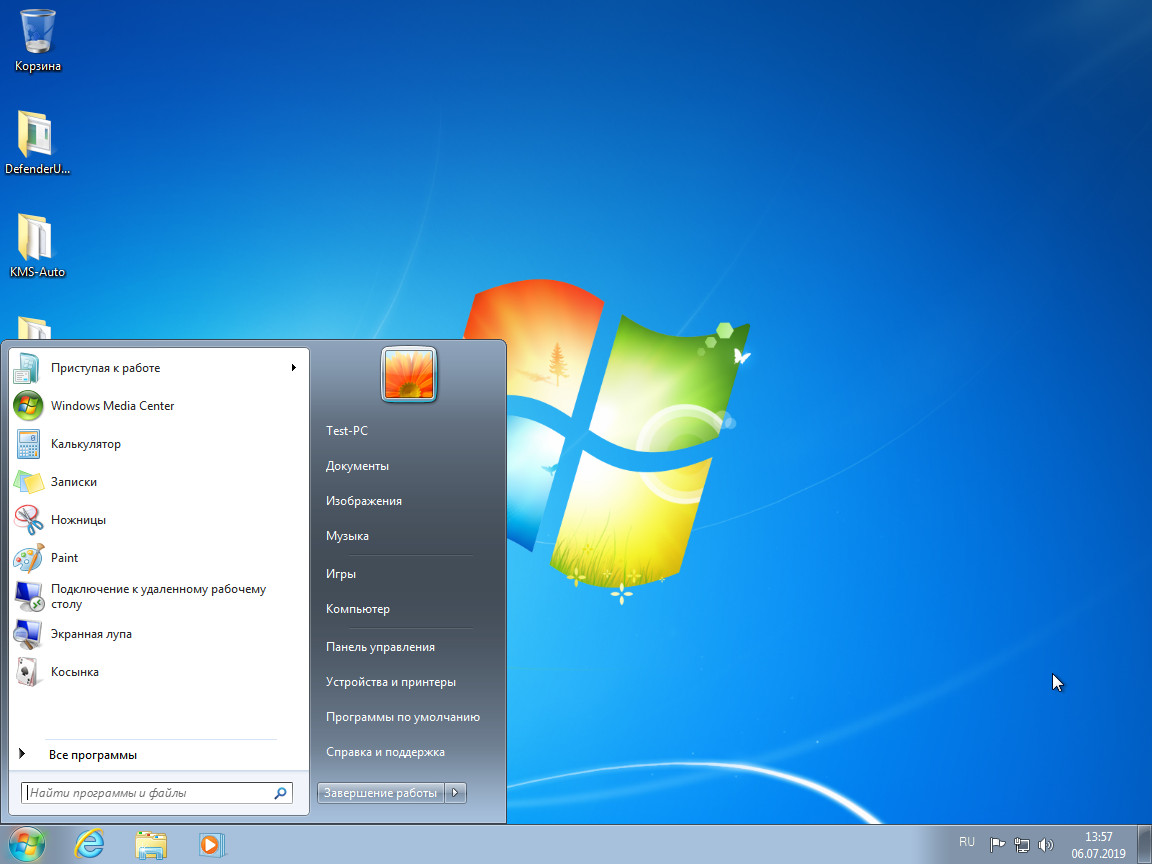 Корзина
DefenderU...
KMS-Auto
Приступая к работе
Windows Media Center
Калькулятор
Записки
Ножницы
Paint
Подключение к удаленному рабочему
столу
Экранная лупа
Косынка
Все программы
Найти программы и файлы
Test-PC
Документы
Изображения
Музыка
Игры
Компьютер
Панель управления
Устройства и принтеры
Программы по умолчанию
Справка и поддержка
Завершение работы
RU
13:57
06.07.2019